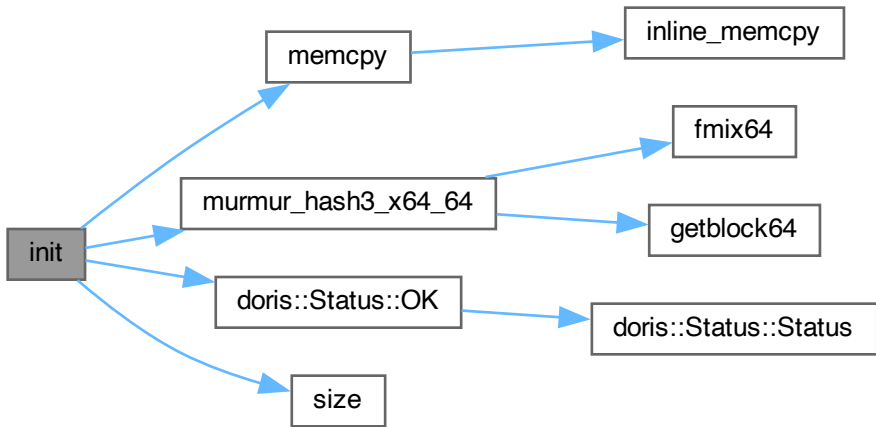 init
memcpy
inline_memcpy
murmur_hash3_x64_64
fmix64
getblock64
doris::Status::OK
doris::Status::Status
size